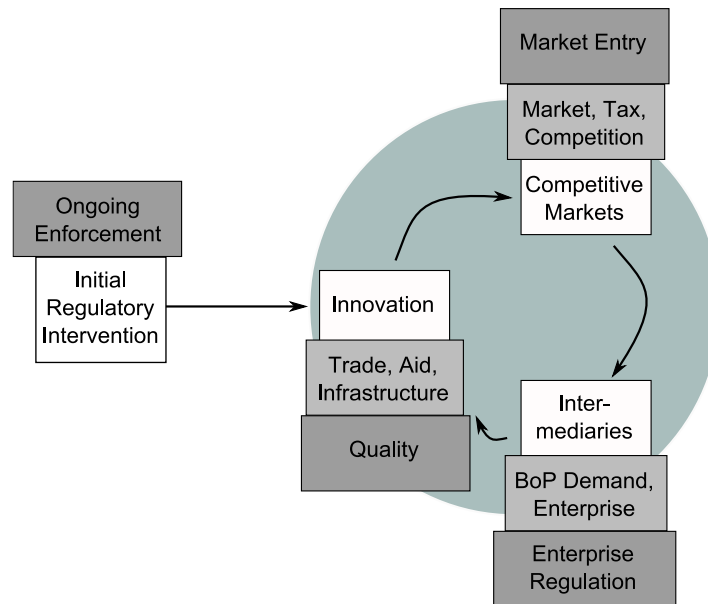 Market Entry
Market, Tax,
Competition
Competitive
Markets
Ongoing
Enforcement
Initial
Regulatory
Intervention
Innovation
Trade, Aid,
Infrastructure
Quality
Inter-
mediaries
BoP Demand,
Enterprise
Enterprise
Regulation